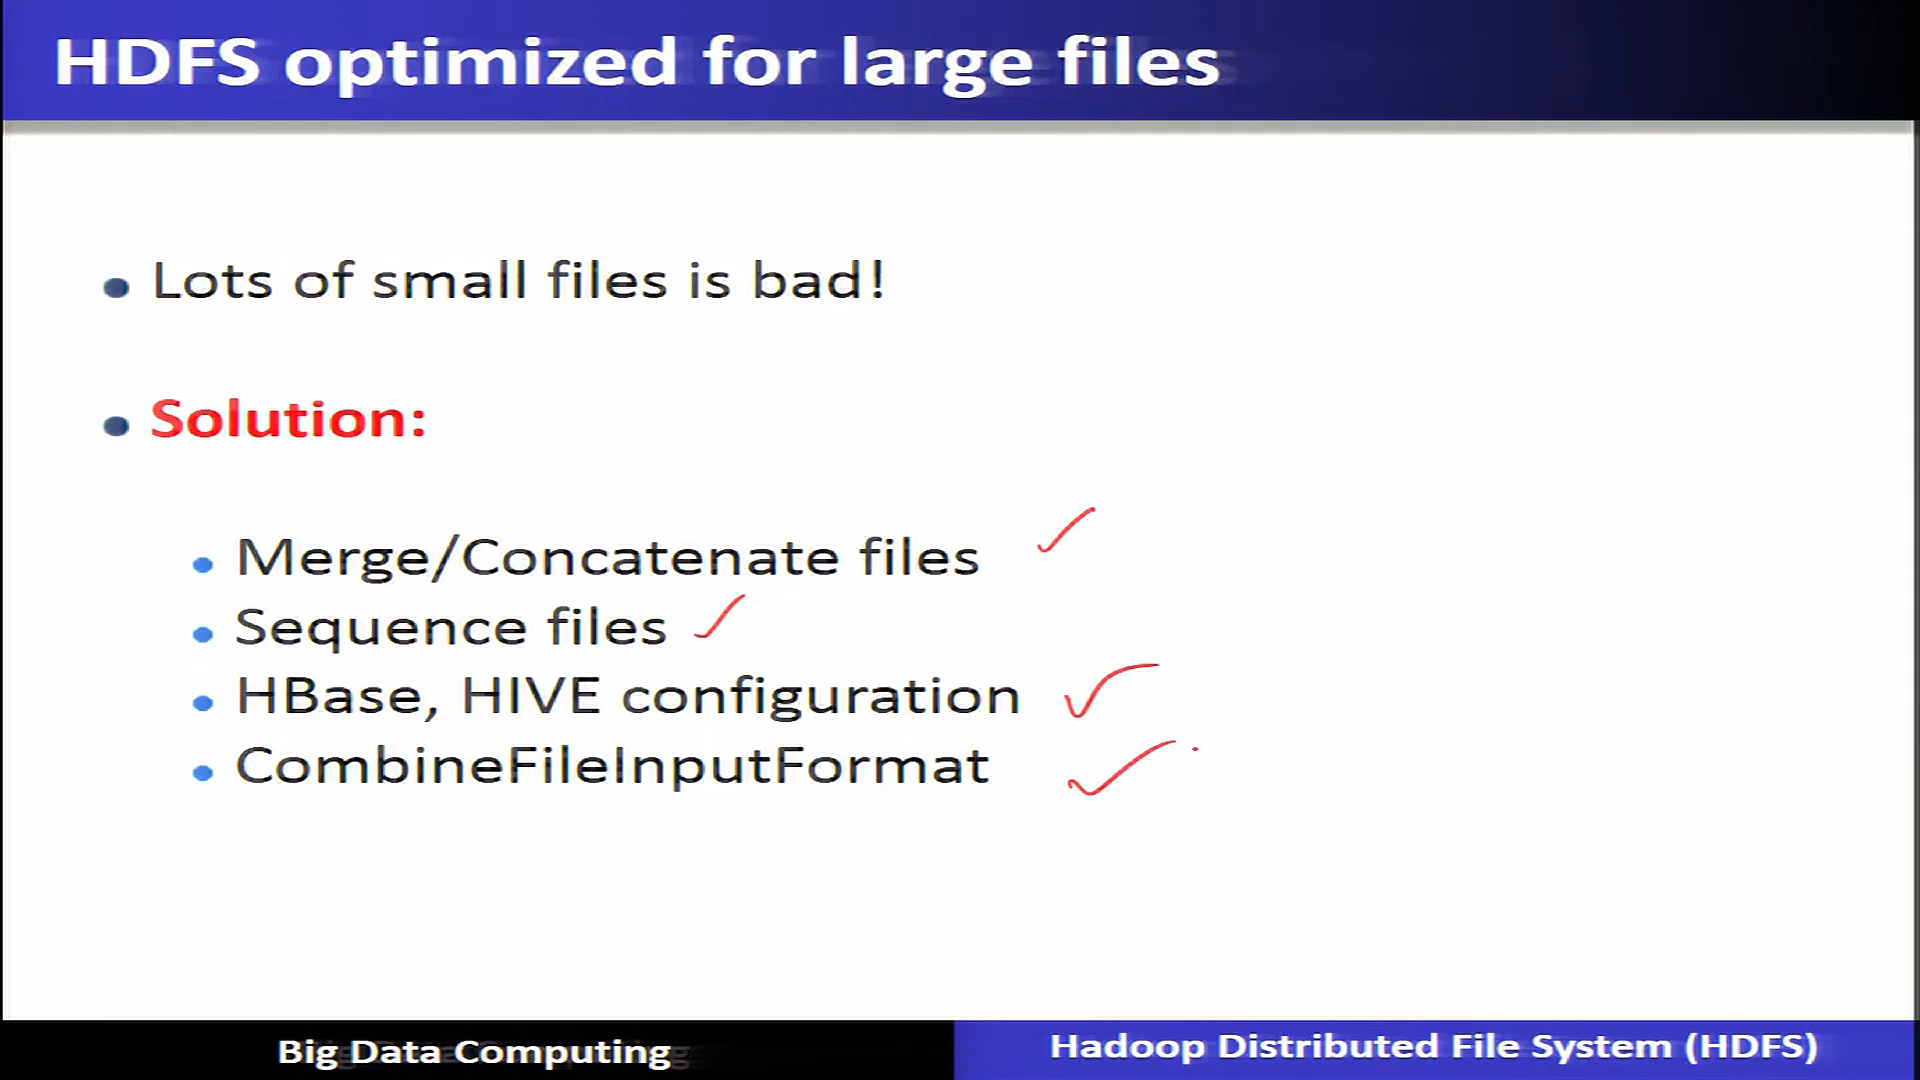 HDFS optimized for large files
Lots of small files is bad!
Solution:
Merge/Concatenate files
Sequence files
HBase, HIVE configuration
CombineFileInputFormat
Big Data Computing
Hadoop Distributed File System (HDFS)